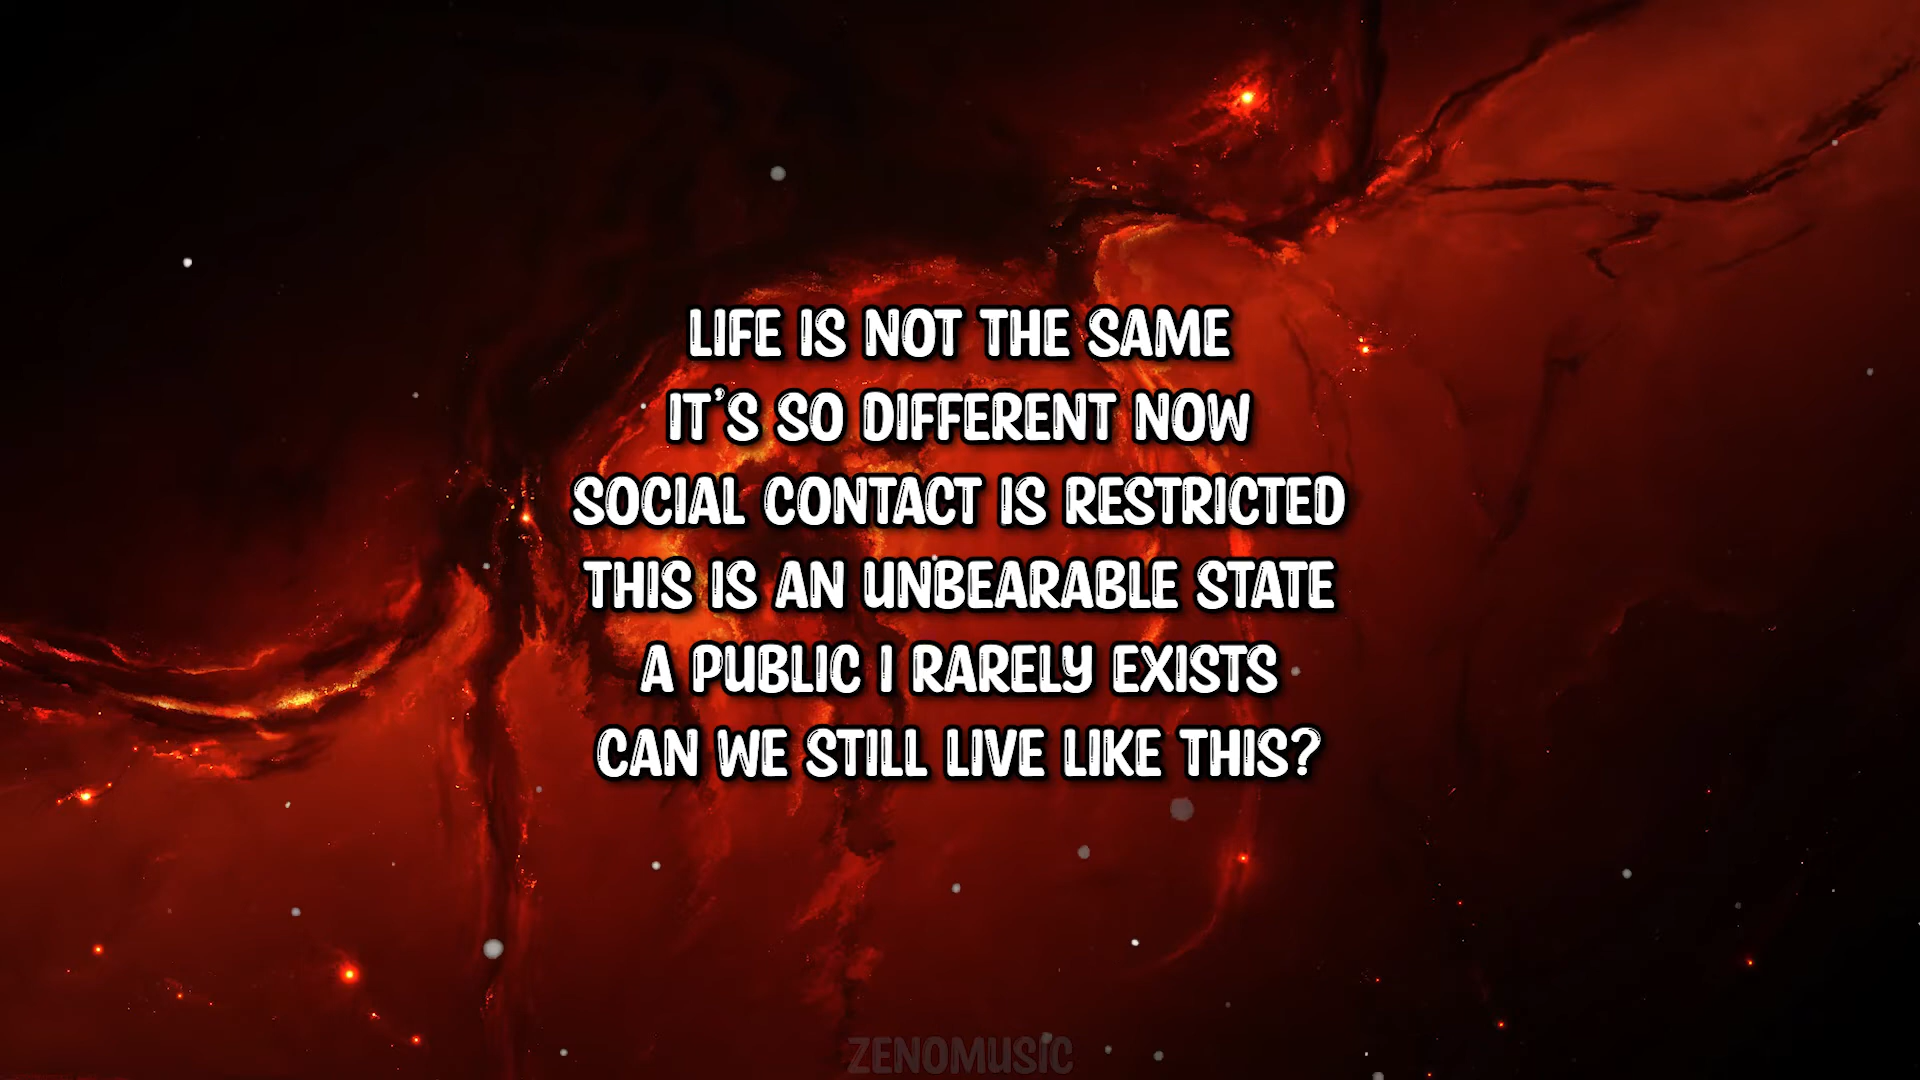 LIFE IS NOT THE SAME
IT'S SO DIFFERENT NOW
SOCIAL CONTACT IS RESTRICTED
THIS IS AN UNBEARABLE STATE
A PUBLIC I RARELY EXISTS
CAN WE STILL LIVE LIKE THIS?
ZENOMUSIC